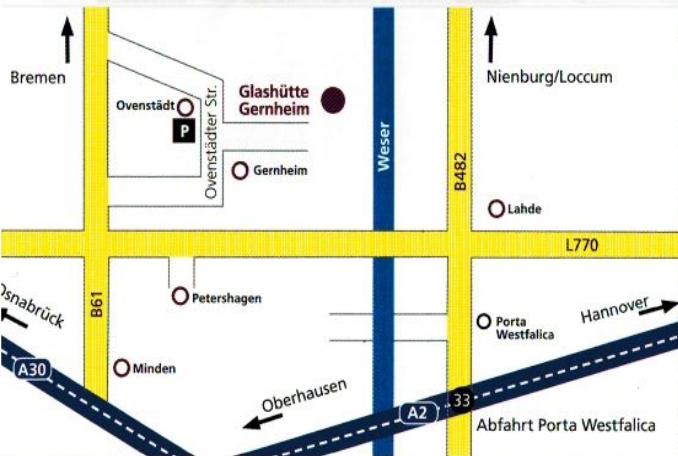 Bremen
Nienburg/Loccum
Ovenstädt
P
Ovenstädter Str.
Glashütte
Gernheim
Gernheim
Weser
B482
Lahde
L770
B61
Petershagen
Osnabrück
A30
Minden
Hannover
Porta
Westfalica
Oberhausen
A2
33
Abfahrt Porta Westfalica